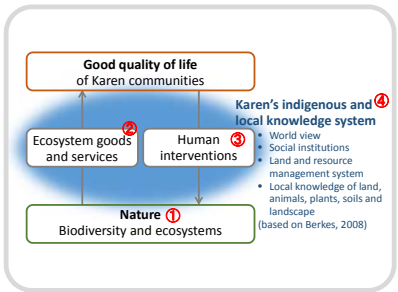 Good quality of life
of Karen communities
Karen's indigenous and ④
local knowledge system
Ecosystem goods ②
and services
Human ③
interventions
• World view
• Social institutions
• Land and resource
management system
• Local knowledge of land,
animals, plants, soils and
landscape
(based on Berkes, 2008)
Nature ①
Biodiversity and ecosystems